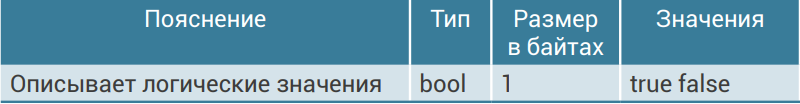 Пояснение Тип Размер в байтах Значения
Описывает логические значения bool 1 true false